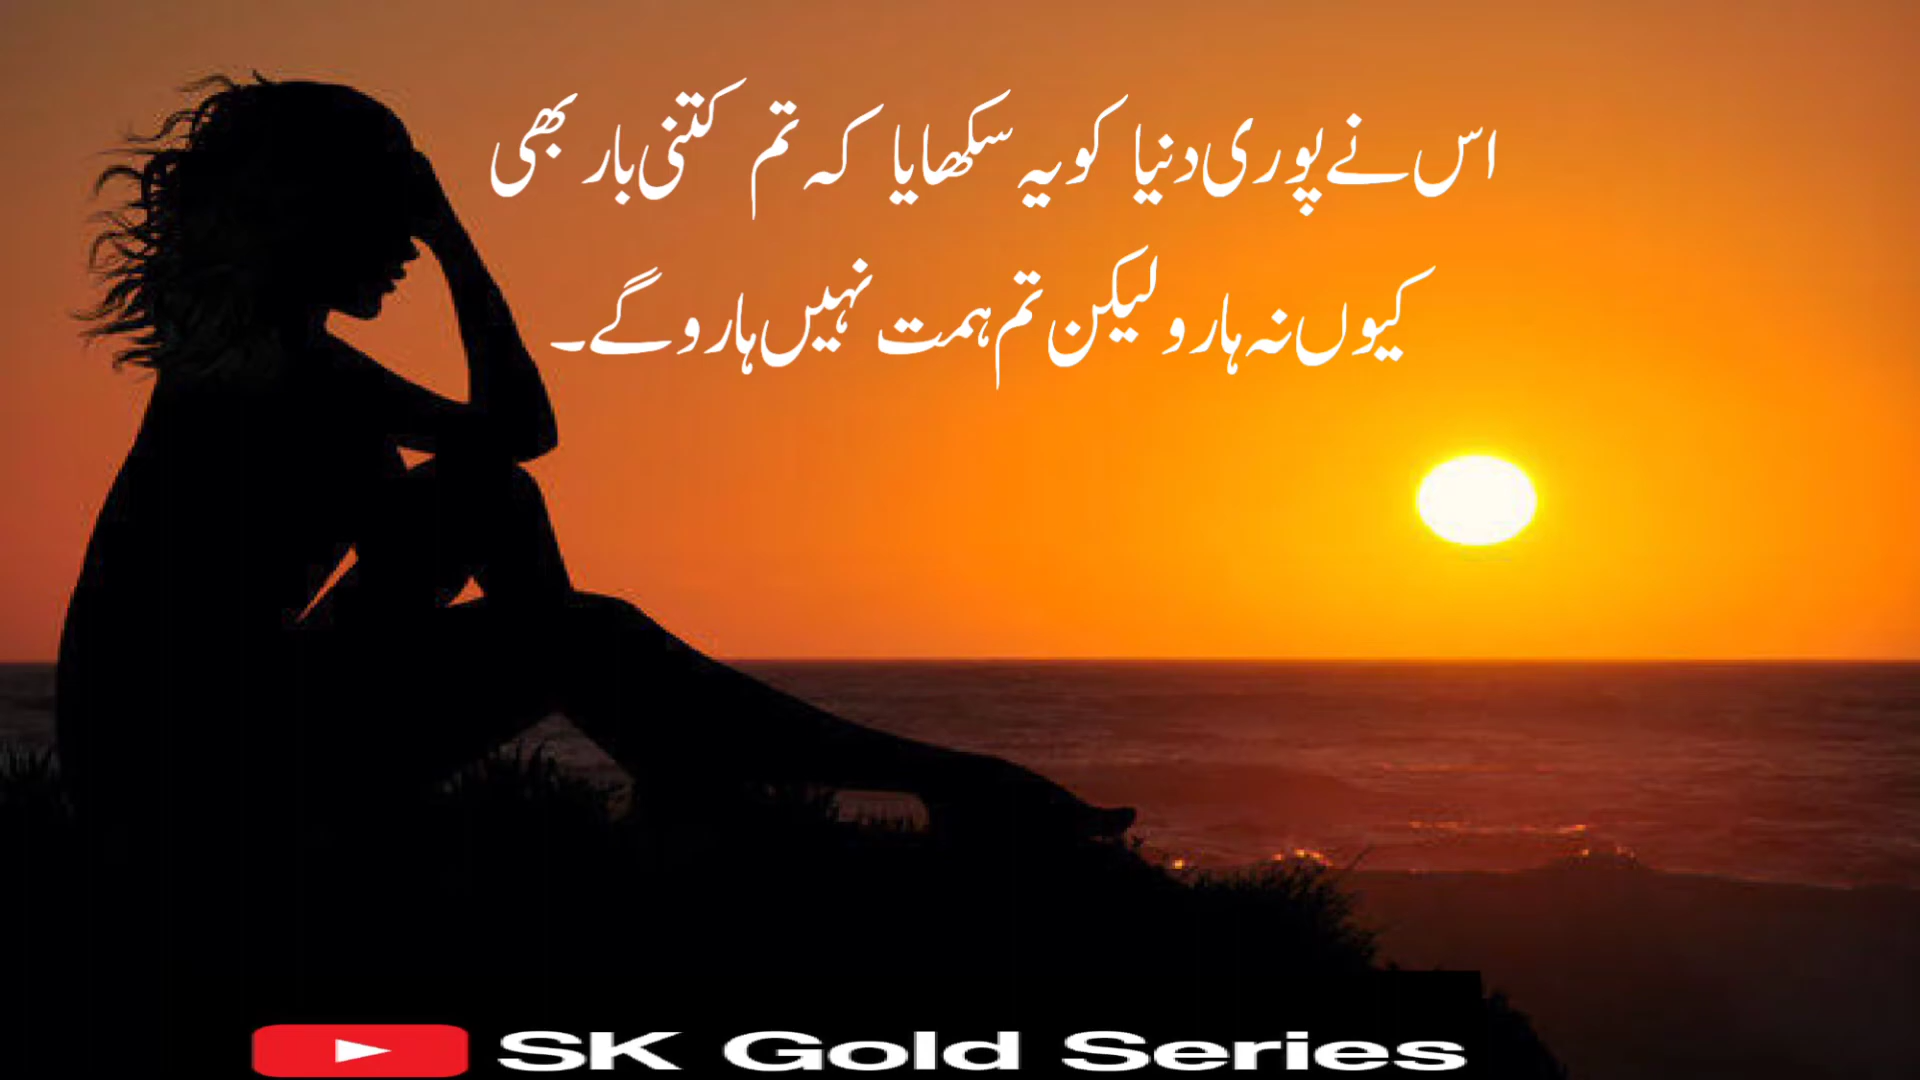 اس نے پوری دنیا کو یہ سکھایا کہ تم کتنی بار بھی
کیوں نہ ہارو لیکن تم ہمت نہیں ہارو گے۔
SK Gold Series